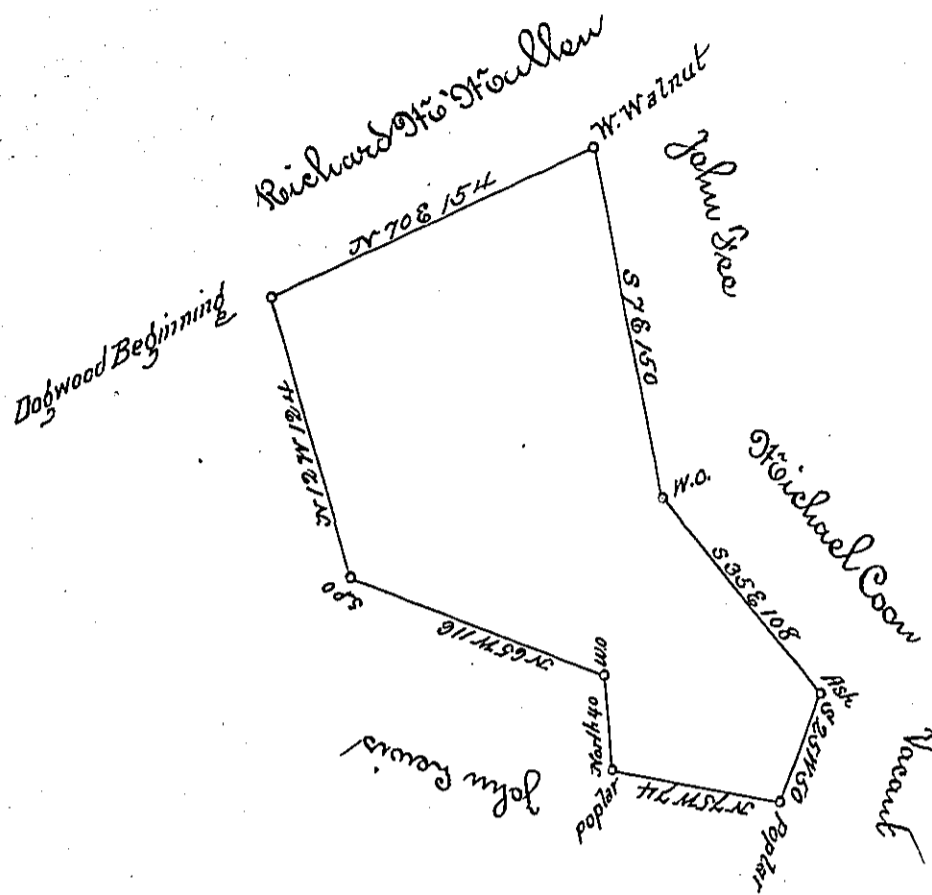 Richard McMullen
W. Walnut
John Fee
N 70 E 154
Dogwood Beginning
S 7 E 150
N 12 W 124
W.O.
Michael Coon
S 35 E 108
N 65 W 116
W.O
Ash
S 25 W 50
Vacant
North 40
John Lewis
poplar
N 75 W 74
Poplar